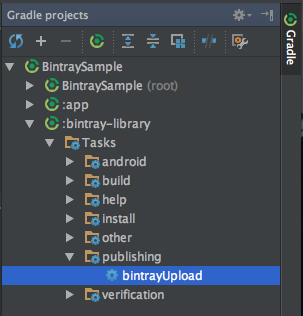 Gradle projects
Gradle
BintraySample
BintraySample (root)
:app
:bintray-library
Tasks
android
build
help
install
other
publishing
bintrayUpload
verification